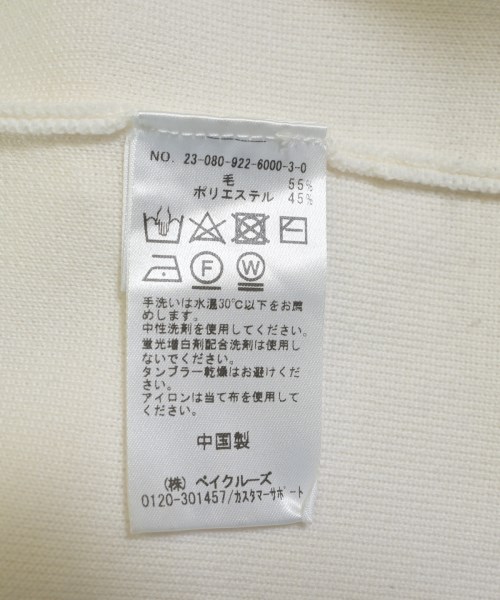 NO. 23-080-922-6000-3-0
毛 55%
ポリエステル 45%
F W
手洗いは水温30℃以下をお薦
めします。
中性洗剤を使用してください。
蛍光増白剤配合洗剤は使用し
ないでください。
タンブラー乾燥はお避けくださ
い。
アイロンは当て布を使用して
ください。
中国製
(株) ベイクルーズ
0120-301457/カスタマーサポート